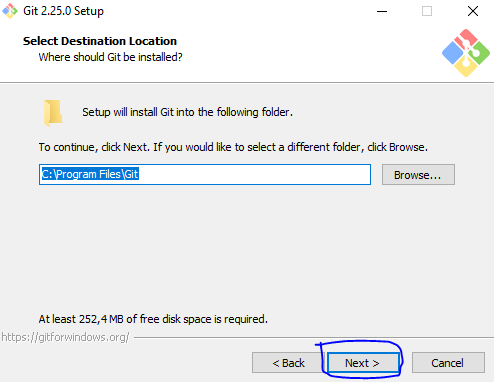 Git 2.25.0 Setup
Select Destination Location
Where should Git be installed?
Setup will install Git into the following folder.
To continue, click Next. If you would like to select a different folder, click Browse.
C:\Program Files\Git
Browse...
At least 252,4 MB of free disk space is required.
https://gitforwindows.org/
< Back
Next >
Cancel